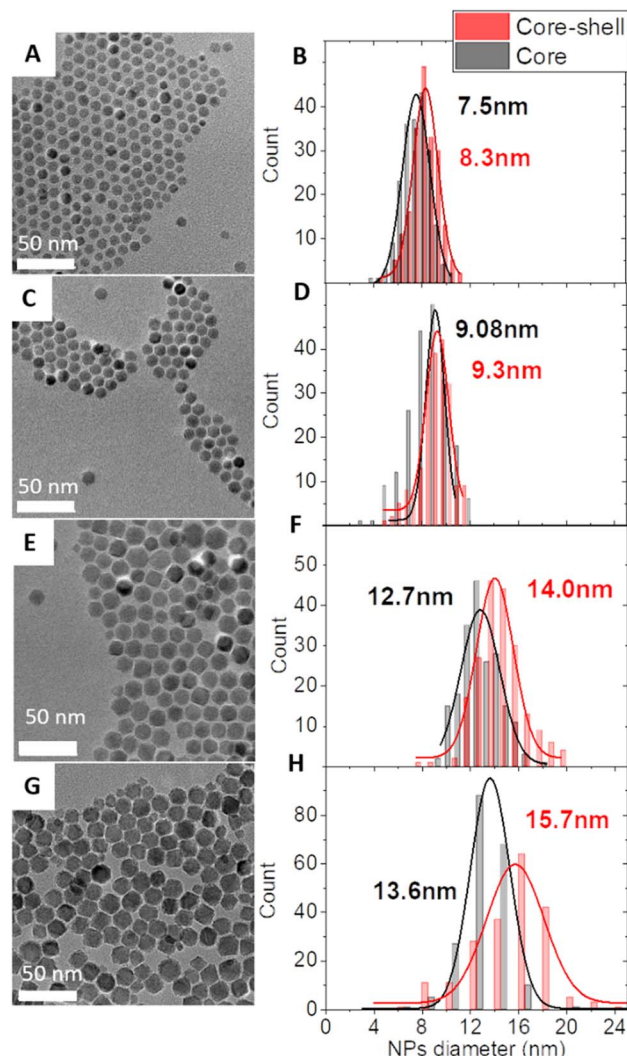 Core-shell
Core
A
50 nm
B
Count
40
30
20
10
0
7.5nm
8.3nm
C
50 nm
D
Count
40
30
20
10
0
9.08nm
9.3nm
E
50 nm
F
Count
50
40
30
20
10
12.7nm
14.0nm
G
50 nm
H
Count
80
60
40
20
0
13.6nm
15.7nm
0 4 8 12 16 20 24
NPs diameter (nm)